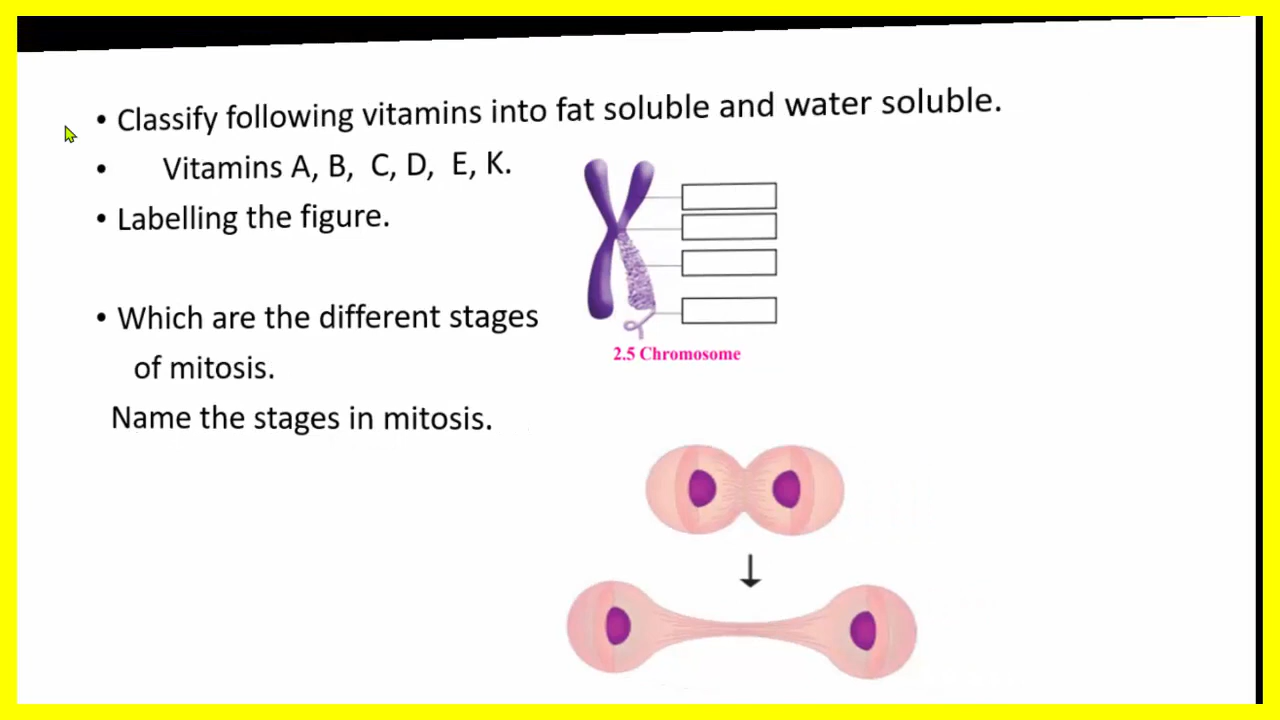 • Classify following vitamins into fat soluble and water soluble.
• Vitamins A, B, C, D, E, K.
• Labelling the figure.
• Which are the different stages
of mitosis.
Name the stages in mitosis.
2.5 Chromosome